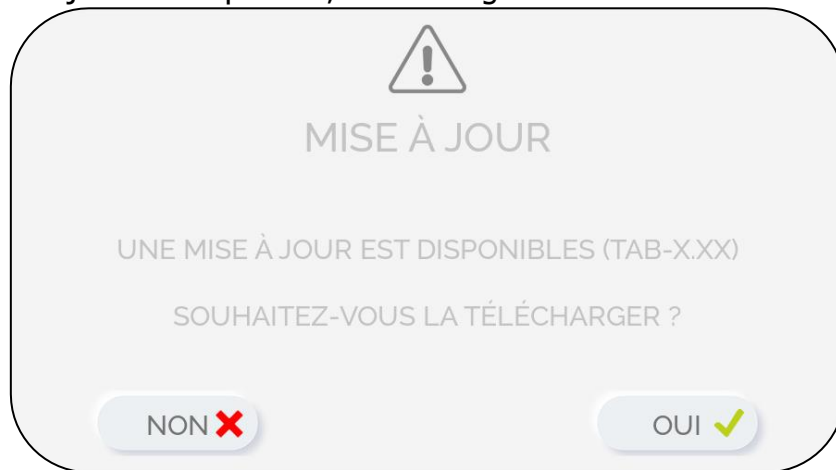 MISE À JOUR
UNE MISE À JOUR EST DISPONIBLES (TAB-X.XX)
SOUHAITEZ-VOUS LA TÉLÉCHARGER ?
NON
OUI